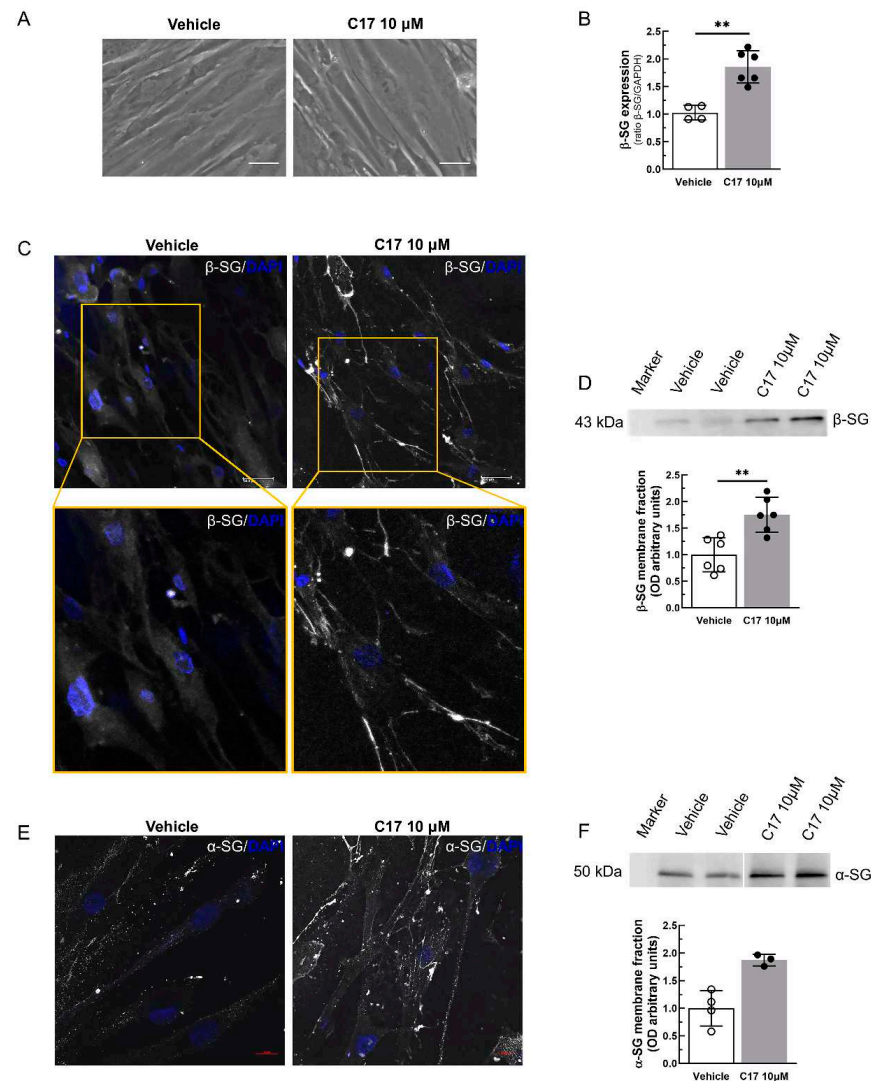 A
Vehicle
C17 10 µM
B
β-SG expression
(ratio β-SG/GAPDH)
2.5
2.0
1.5
1.0
0.5
0.0
**
Vehicle
C17 10µM
C
Vehicle
C17 10 µM
β-SG/DAPI
β-SG/DAPI
β-SG/DAPI
β-SG/DAPI
D
Marker
Vehicle
Vehicle
C17 10µM
C17 10µM
43 kDa
β-SG
β-SG membrane fraction
(OD arbitrary units)
2.5
2.0
1.5
1.0
0.5
0.0
**
Vehicle
C17 10µM
E
Vehicle
C17 10 µM
α-SG/DAPI
α-SG/DAPI
F
Marker
Vehicle
Vehicle
C17 10µM
C17 10µM
50 kDa
α-SG
α-SG membrane fraction
(OD arbitrary units)
2.5
2.0
1.5
1.0
0.5
0.0
Vehicle
C17 10µM